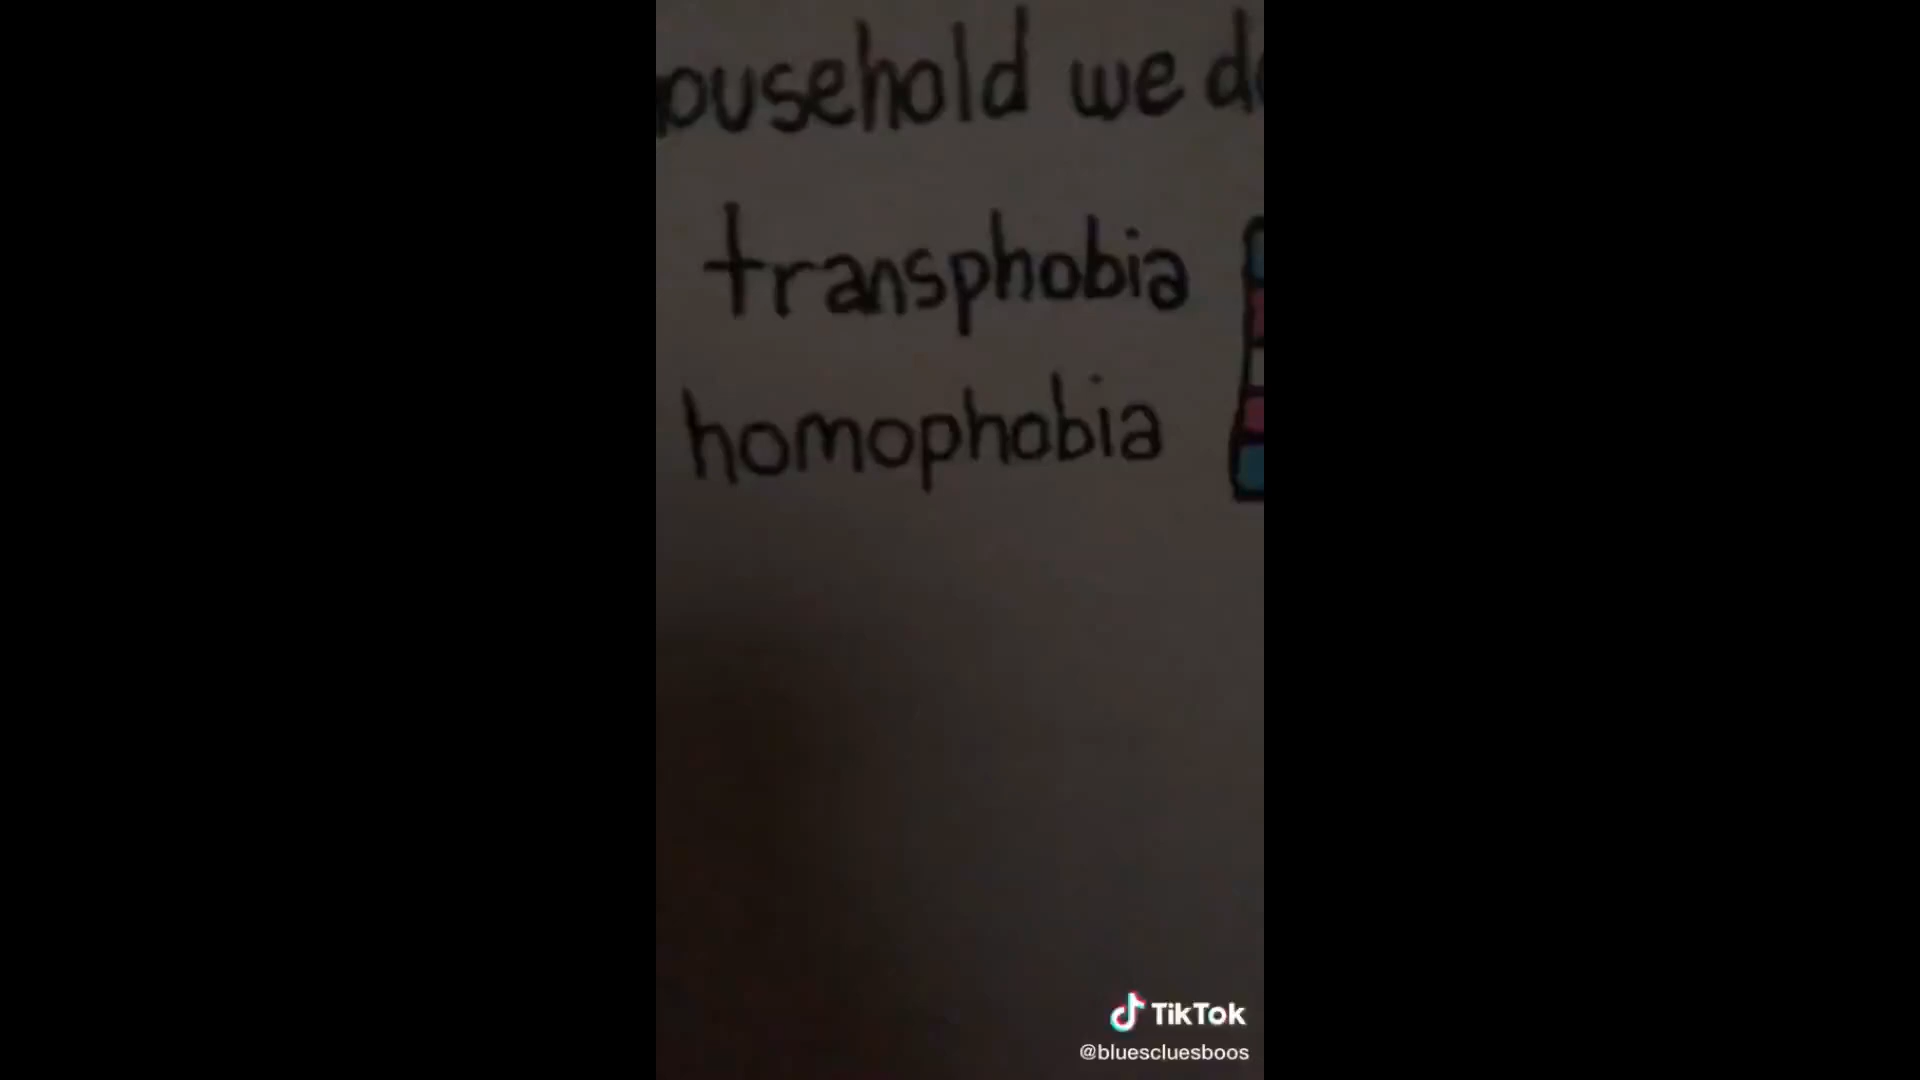 ousehold we d
transphobia
homophobia
TikTok
@bluescluesboos